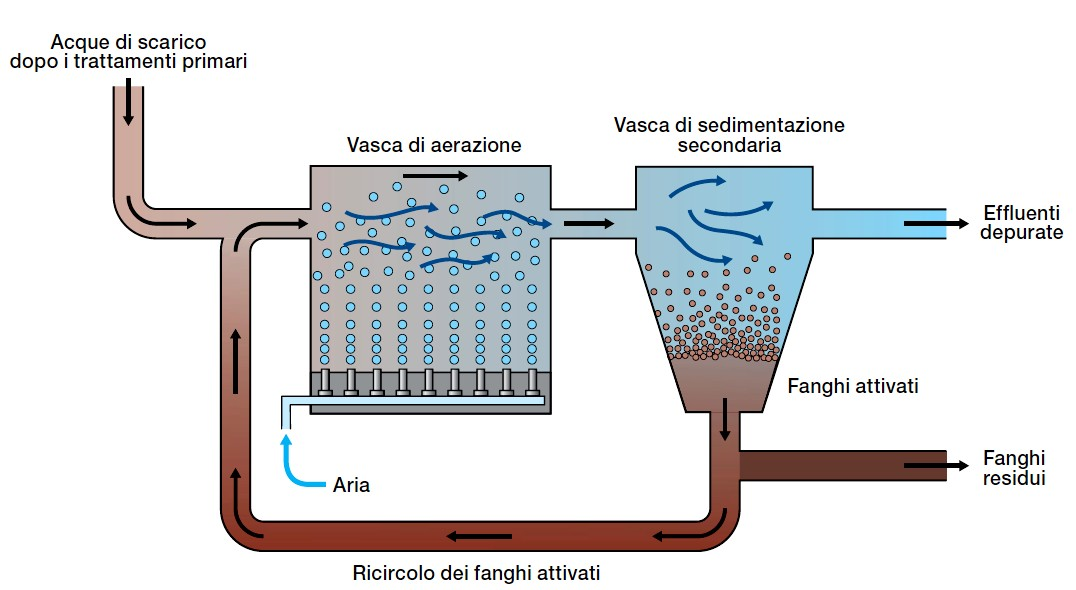 Acque di scarico
dopo i trattamenti primari
Vasca di aerazione
Vasca di sedimentazione
secondaria
Effluenti
depurate
Fanghi attivati
Fanghi
residui
Aria
Ricircolo dei fanghi attivati